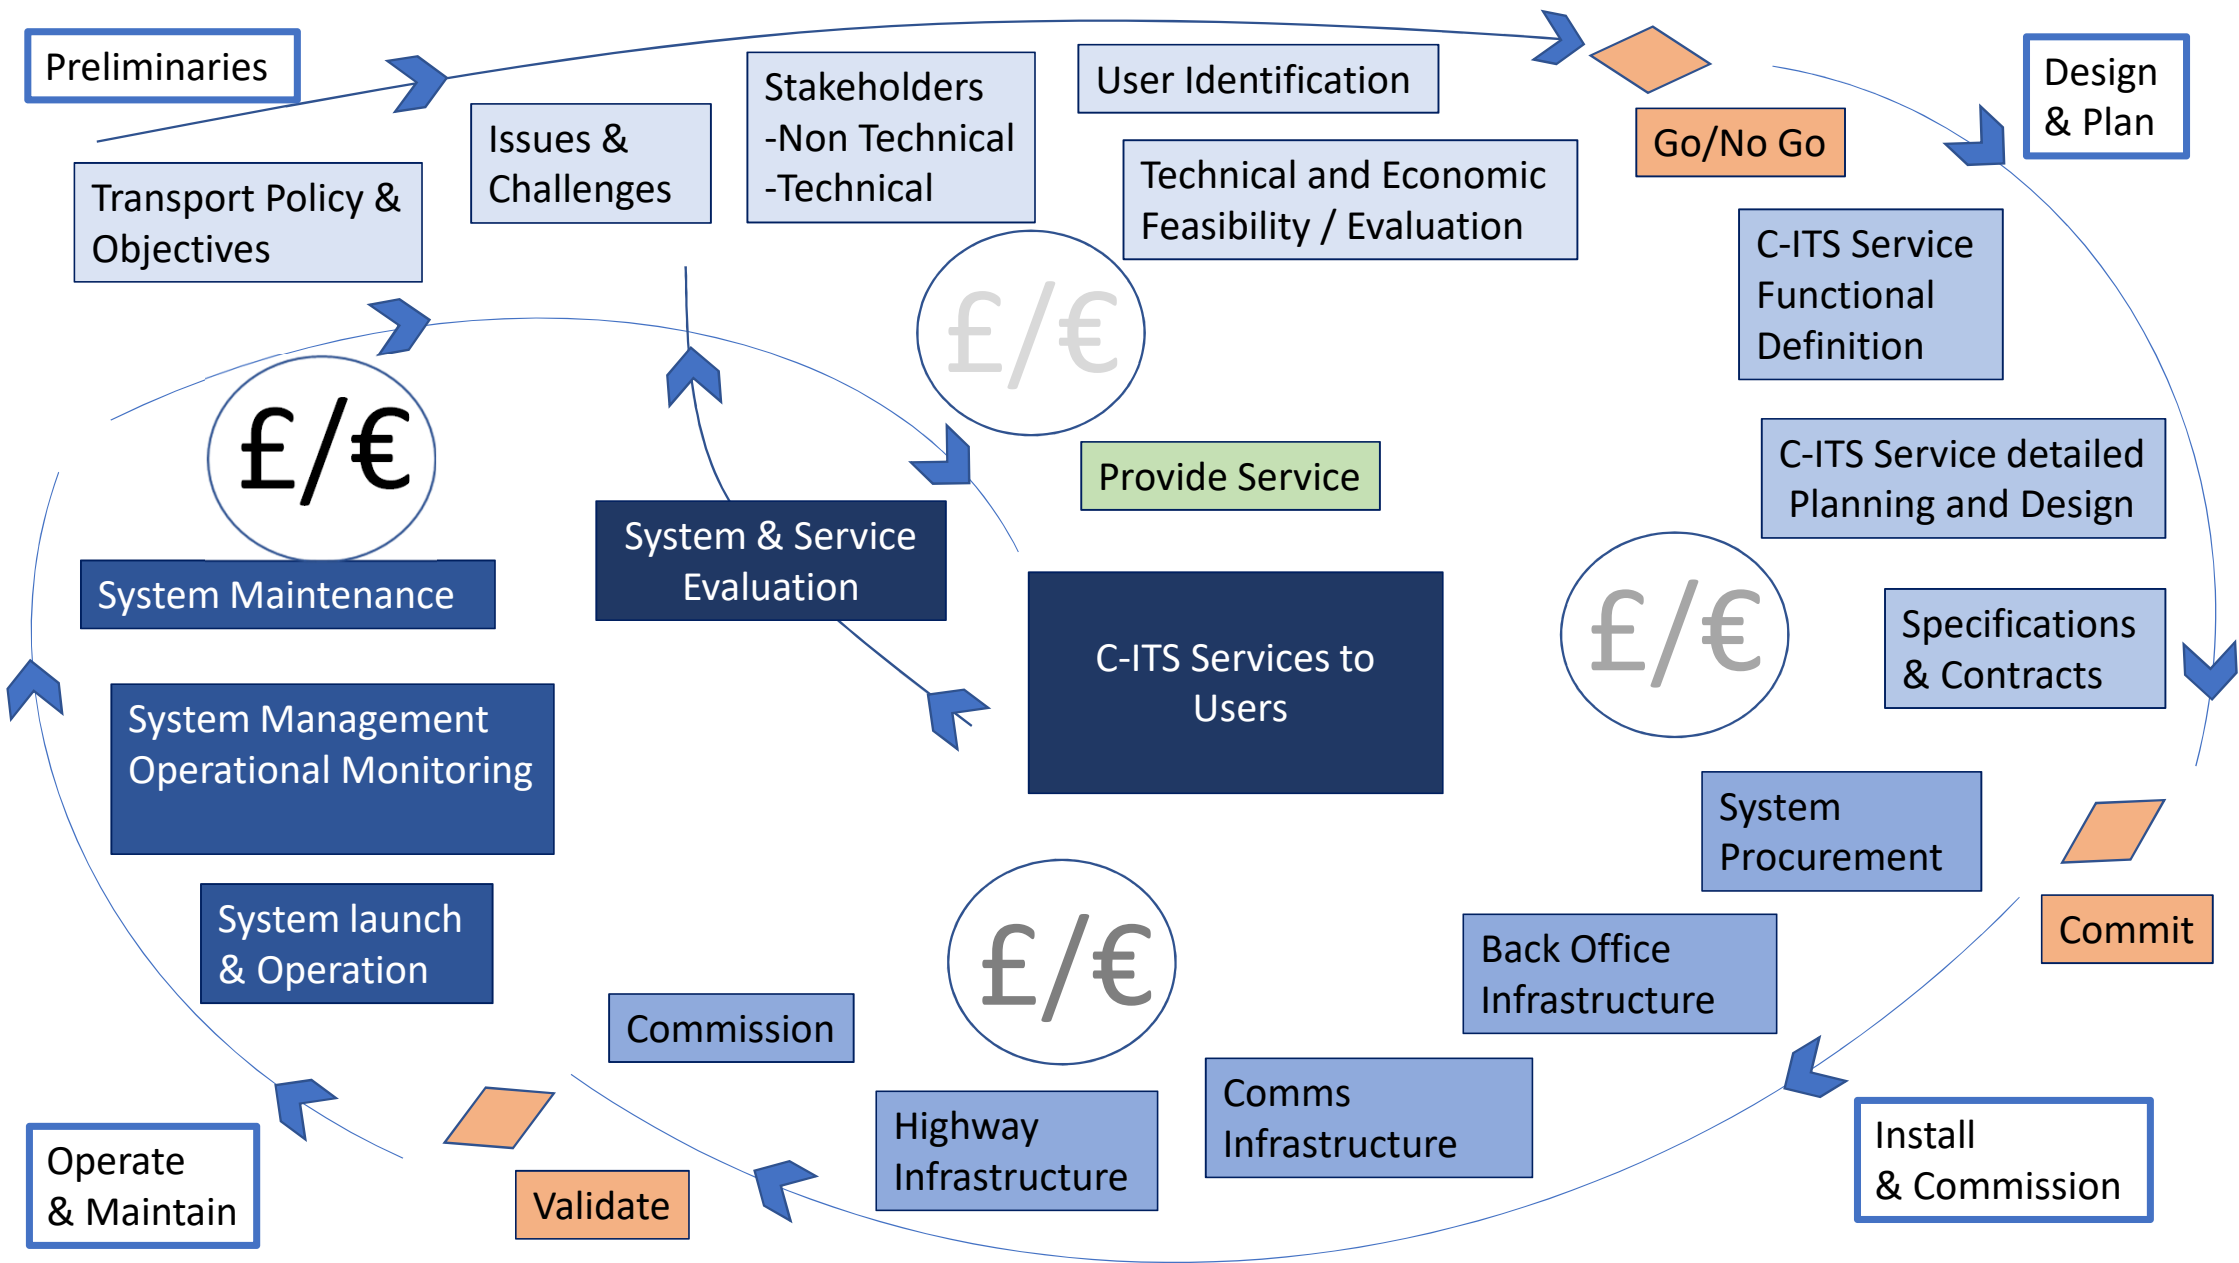 Preliminaries
Transport Policy &
Objectives
Issues &
Challenges
Stakeholders
-Non Technical
-Technical
User Identification
Technical and Economic
Feasibility / Evaluation
Go/No Go
Design
& Plan
C-ITS Service
Functional
Definition
C-ITS Service detailed
Planning and Design
Specifications
& Contracts
£/€
Commit
System
Procurement
Back Office
Infrastructure
Comms
Infrastructure
Highway
Infrastructure
Commission
£/€
Install
& Commission
Validate
Operate
& Maintain
System launch
& Operation
System Management
Operational Monitoring
System Maintenance
£/€
£/€
Provide Service
System & Service
Evaluation
C-ITS Services to
Users